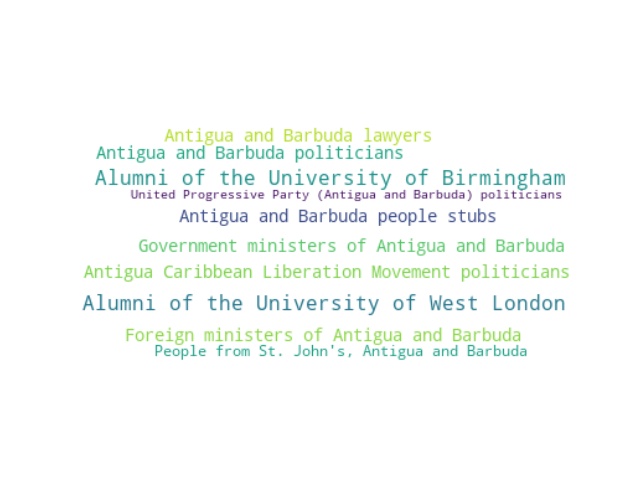 Antigua and Barbuda lawyers
Antigua and Barbuda politicians
Alumni of the University of Birmingham
United Progressive Party (Antigua and Barbuda) politicians
Antigua and Barbuda people stubs
Government ministers of Antigua and Barbuda
Antigua Caribbean Liberation Movement politicians
Alumni of the University of West London
Foreign ministers of Antigua and Barbuda
People from St. John's, Antigua and Barbuda